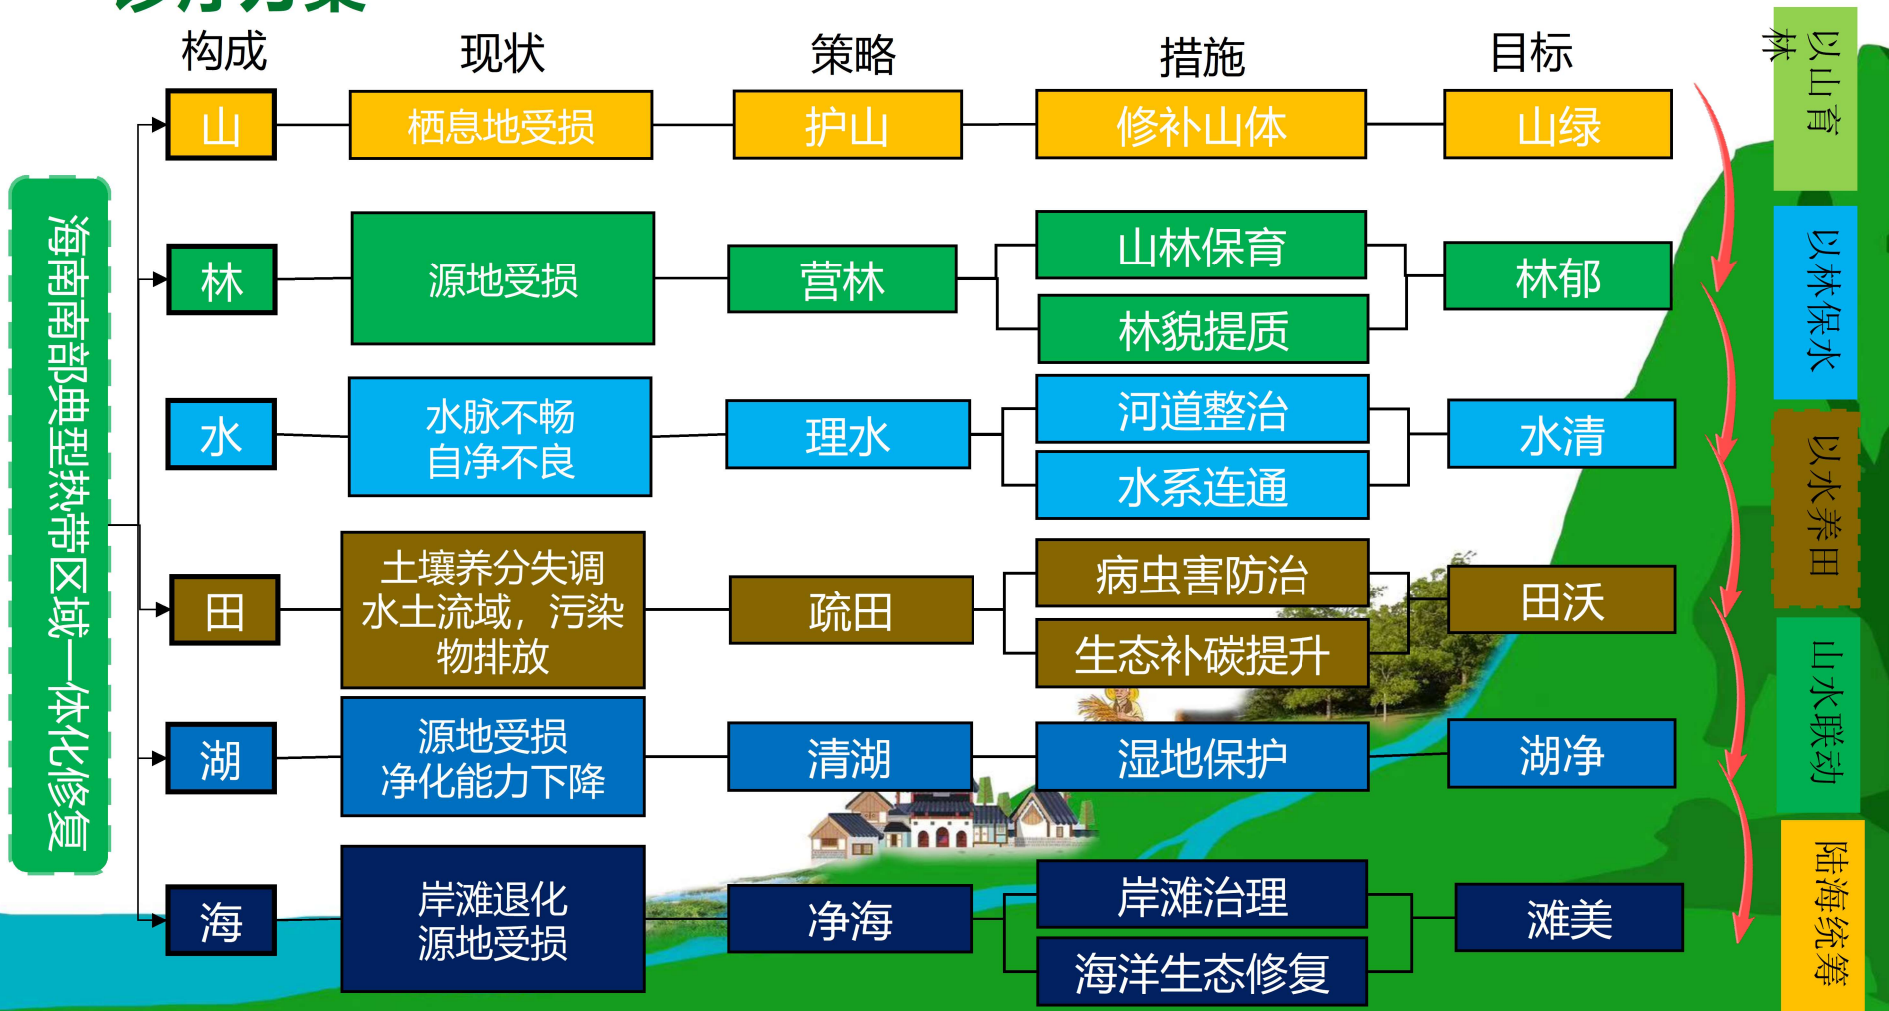 诊疗方案
构成
现状
策略
措施
目标
海南南部典型热带区域一体化修复
山
栖息地受损
护山
修补山体
山绿
林
源地受损
营林
山林保育
林貌提质
林郁
水
水脉不畅
自净不良
理水
河道整治
水系连通
水清
田
土壤养分失调
水土流域，污染
物排放
疏田
病虫害防治
生态补碳提升
田沃
湖
源地受损
净化能力下降
清湖
湿地保护
湖净
海
岸滩退化
源地受损
净海
岸滩治理
海洋生态修复
滩美
以山育
林
以林保水
以水养田
山水联动
陆海统筹